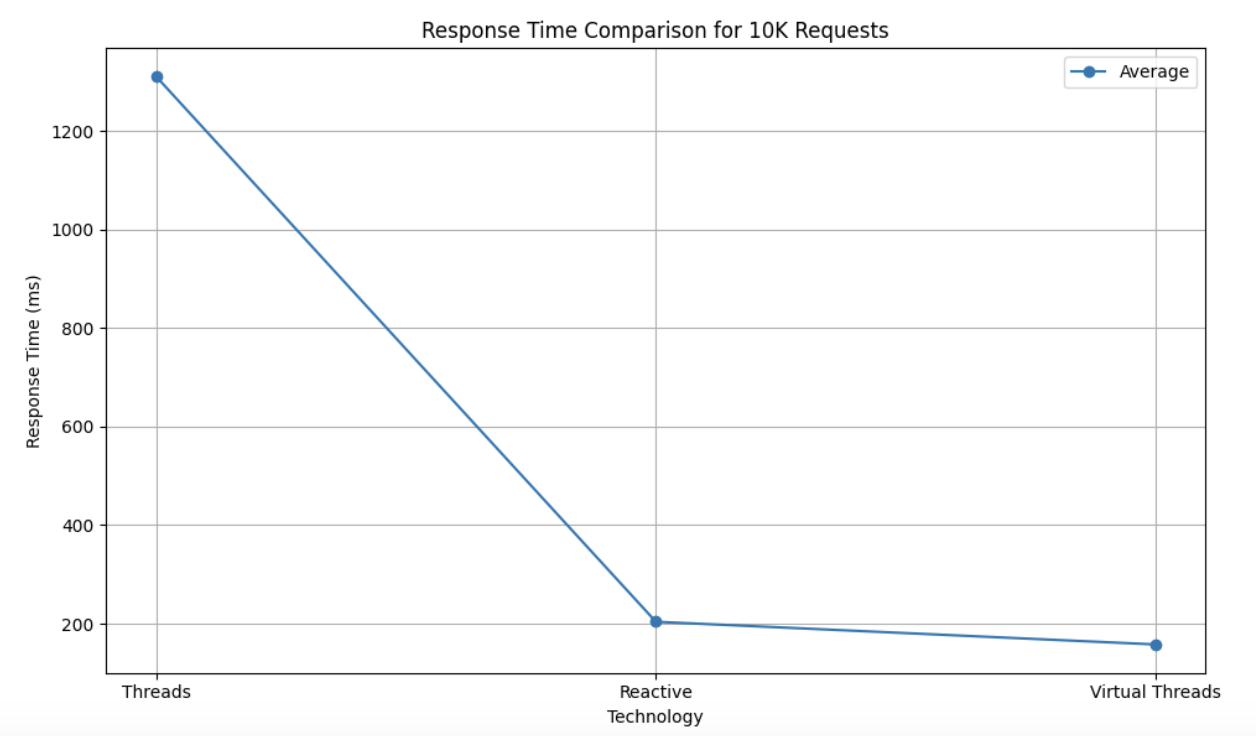 Response Time Comparison for 10K Requests
Average
1200
1000
800
600
400
200
Response Time (ms)
Threads
Reactive
Virtual Threads
Technology